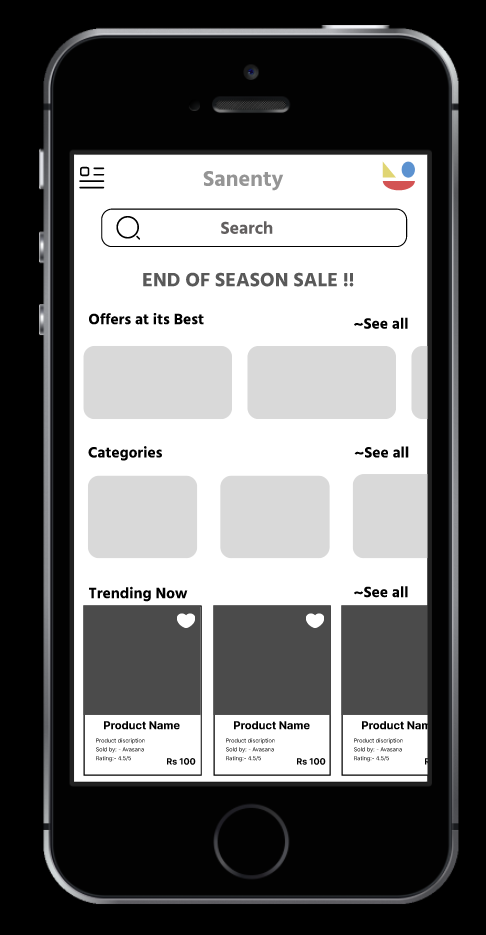 Sanenty
Search
END OF SEASON SALE !!
Offers at its Best
~See all
Categories
~See all
Trending Now
~See all
Product Name
Product discription
Sold by: - Avasana
Rating:- 4.5/5
Rs 100
Product Name
Product discription
Sold by: - Avasana
Rating:- 4.5/5
Rs 100
Product Nam
Product discription
Sold by: - Avasana
Rating:- 4.5/5